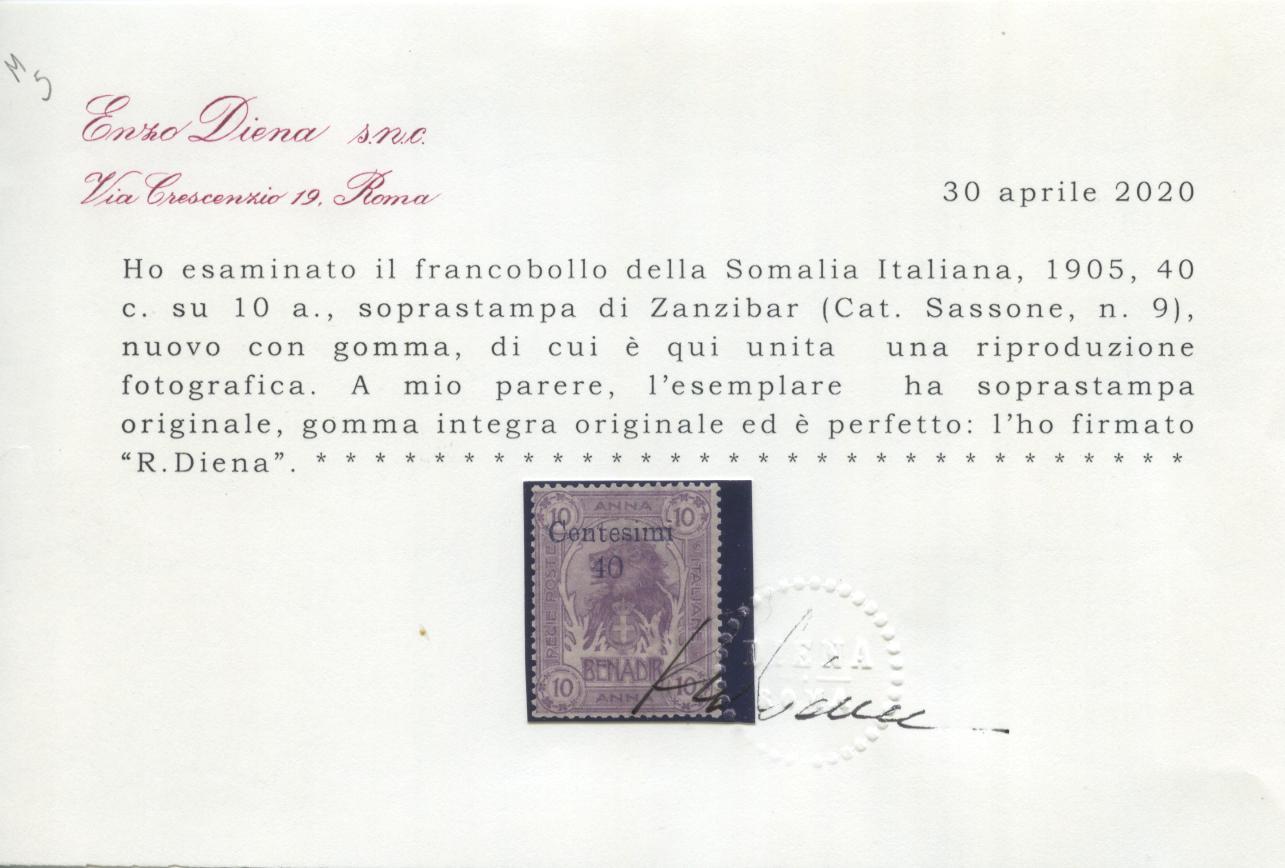 M 5
Enzo Diena s.n.c.
Via Crescenzio 19, Roma
30 aprile 2020
Ho esaminato il francobollo della Somalia Italiana, 1905, 40
c. su 10 a., soprastampa di Zanzibar (Cat. Sassone, n. 9),
nuovo con gomma, di cui è qui unita una riproduzione
fotografica. A mio parere, l'esemplare ha soprastampa
originale, gomma integra originale ed è perfetto: l'ho firmato
“R.Diena”. * * * * * * * * * * * * * * * * * * * * * * * * * * * * * *
ANNA
10 10
Centesimi
40
POSTE ITALIANE
BENADIR
10 10
ANN